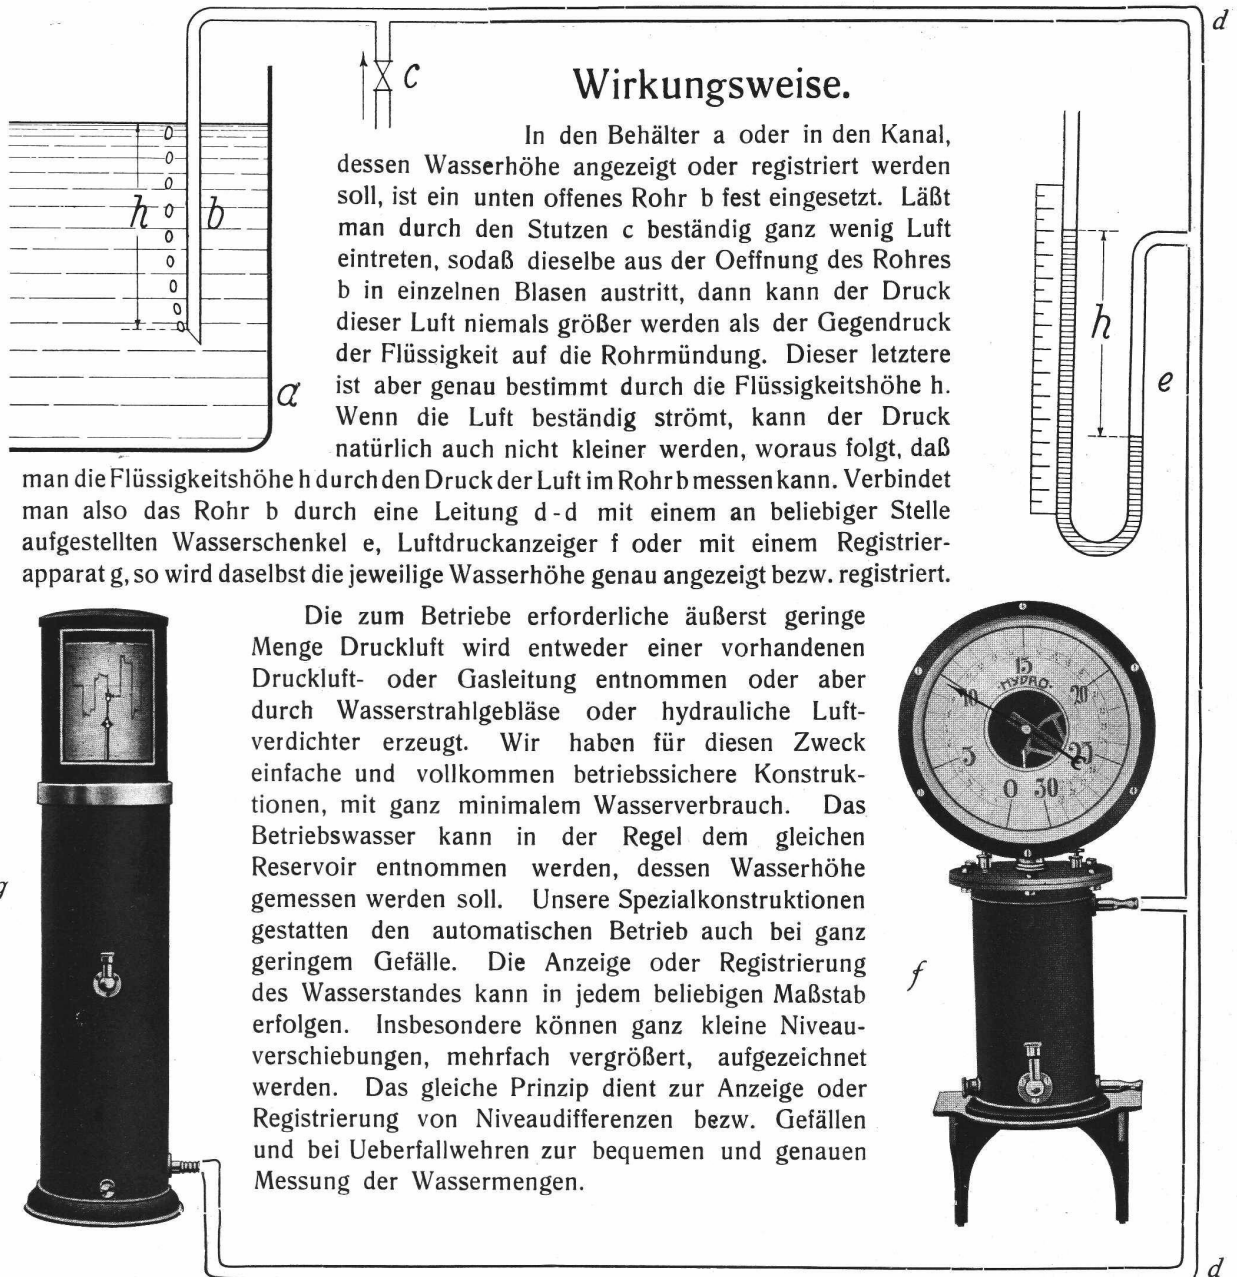 d
c
Wirkungsweise.
In den Behälter a oder in den Kanal,
dessen Wasserhöhe angezeigt oder registriert werden
soll, ist ein unten offenes Rohr b fest eingesetzt. Läßt
man durch den Stutzen c beständig ganz wenig Luft
eintreten, sodaß dieselbe aus der Oeffnung des Rohres
b in einzelnen Blasen austritt, dann kann der Druck
dieser Luft niemals größer werden als der Gegendruck
der Flüssigkeit auf die Rohrmündung. Dieser letztere
ist aber genau bestimmt durch die Flüssigkeitshöhe h.
Wenn die Luft beständig strömt, kann der Druck
natürlich auch nicht kleiner werden, woraus folgt, daß
man die Flüssigkeitshöhe h durch den Druck der Luft im Rohr b messen kann. Verbindet
man also das Rohr b durch eine Leitung d-d mit einem an beliebiger Stelle
aufgestellten Wasserschenkel e, Luftdruckanzeiger f oder mit einem Registrier-
apparat g, so wird daselbst die jeweilige Wasserhöhe genau angezeigt bezw. registriert.
h b
a
h
e
Die zum Betriebe erforderliche äußerst geringe
Menge Druckluft wird entweder einer vorhandenen
Druckluft- oder Gasleitung entnommen oder aber
durch Wasserstrahlgebläse oder hydrauliche Luft-
verdichter erzeugt. Wir haben für diesen Zweck
einfache und vollkommen betriebssichere Konstruk-
tionen, mit ganz minimalem Wasserverbrauch. Das
Betriebswasser kann in der Regel dem gleichen
Reservoir entnommen werden, dessen Wasserhöhe
gemessen werden soll. Unsere Spezialkonstruktionen
gestatten den automatischen Betrieb auch bei ganz
geringem Gefälle. Die Anzeige oder Registrierung
des Wasserstandes kann in jedem beliebigen Maßstab
erfolgen. Insbesondere können ganz kleine Niveau-
verschiebungen, mehrfach vergrößert, aufgezeichnet
werden. Das gleiche Prinzip dient zur Anzeige oder
Registrierung von Niveaudifferenzen bezw. Gefällen
und bei Ueberfallwehren zur bequemen und genauen
Messung der Wassermengen.
g
15
HYDRO
10 20
5 25
0 30
f
d